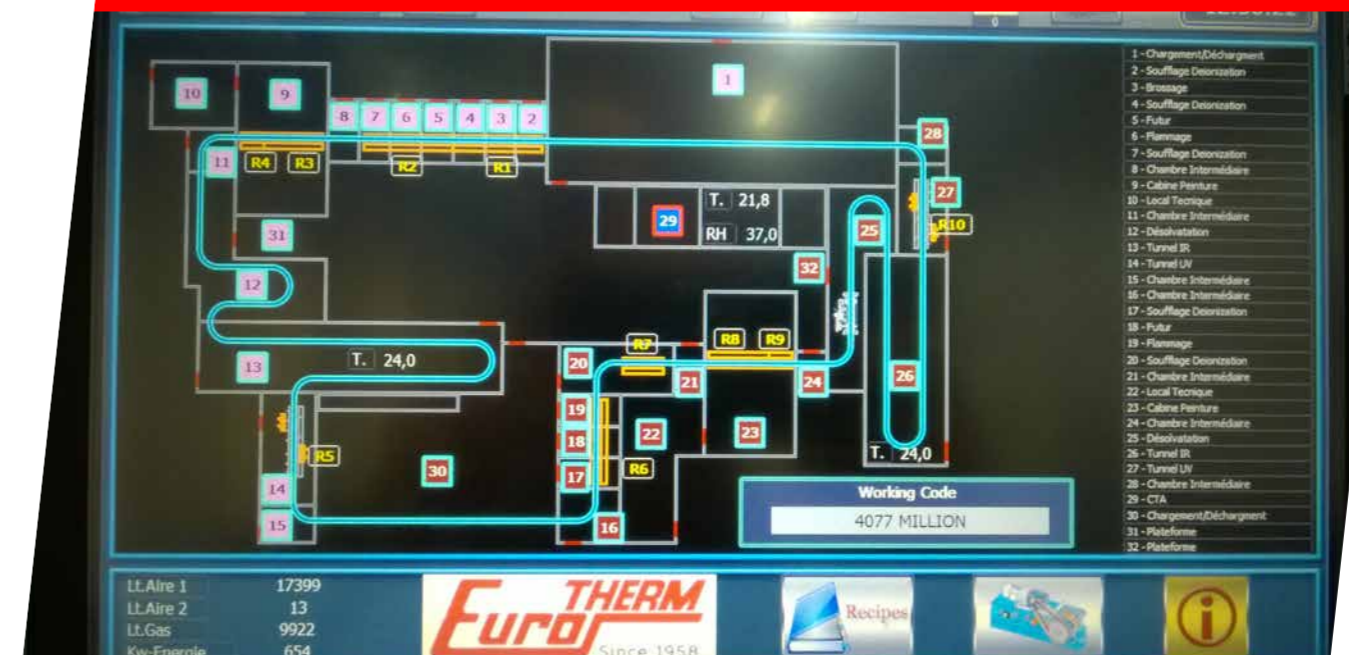 0
10
9
8
7
6
5
4
3
2
1
28
11
R4
R3
R2
R1
27
R10
31
29
T. 21,8
RH 37,0
25
32
12
13
T. 24,0
R7
R8
R9
20
21
24
26
19
18
17
22
23
R5
R6
30
T. 24,0
14
15
16
Working Code
4077 MILLION
1 - Chargement/Déchargment
2 - Soufflage Deionization
3 - Brossage
4 - Soufflage Deionization
5 - Futur
6 - Flammage
7 - Soufflage Deionization
8 - Chambre Intermédiaire
9 - Cabine Peinture
10 - Local Tecnique
11 - Chambre Intermédiaire
12 - Désolvatation
13 - Tunnel IR
14 - Tunnel UV
15 - Chambre Intermédiaire
16 - Chambre Intermédiaire
17 - Soufflage Deionization
18 - Futur
19 - Flammage
20 - Soufflage Deionization
21 - Chambre Intermédiaire
22 - Local Tecnique
23 - Cabine Peinture
24 - Chambre Intermédiaire
25 - Désolvatation
26 - Tunnel IR
27 - Tunnel UV
28 - Chambre Intermédiaire
29 - CTA
30 - Chargement/Déchargment
31 - Plateforme
32 - Plateforme
Lt.Aire 1 17399
Lt.Aire 2 13
Lt.Gas 9922
Kw-Energie 654
EuroTHERM
Since 1958
Recipes
i